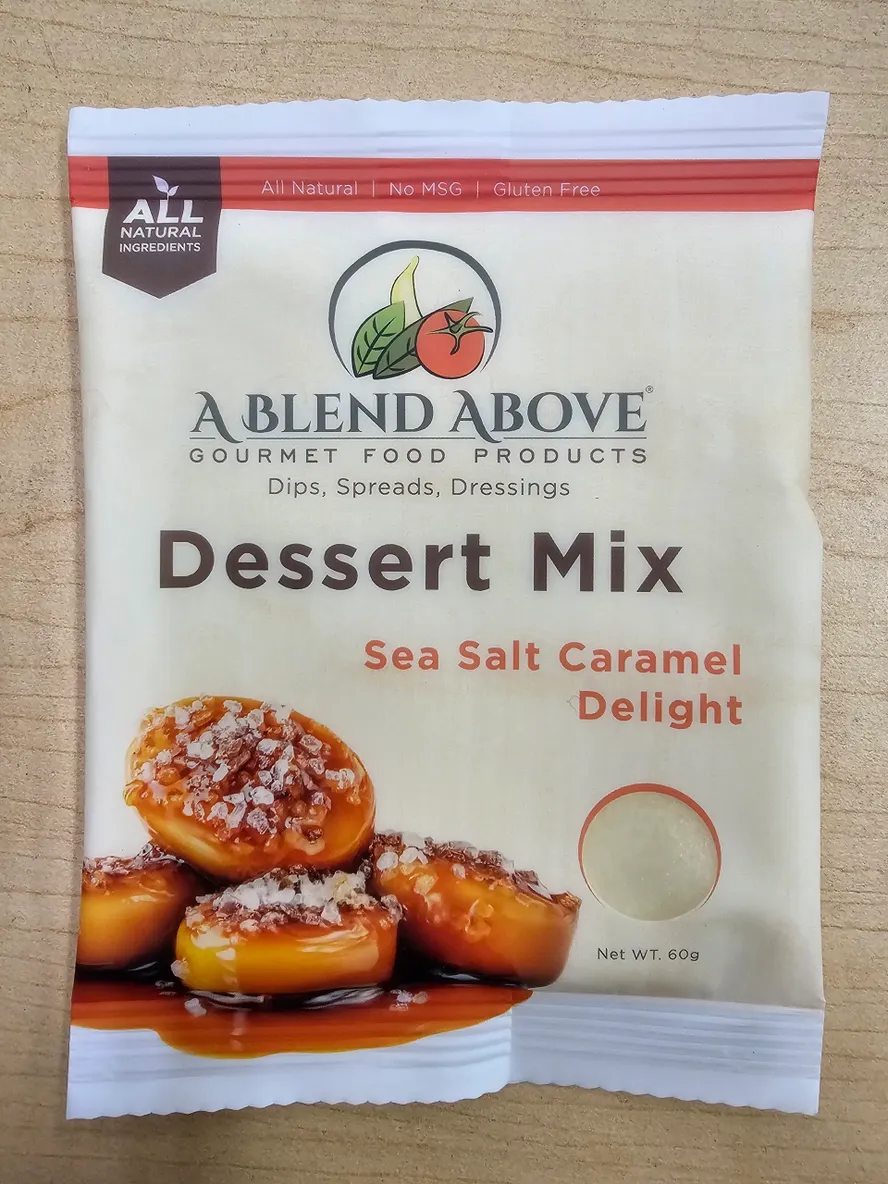 All Natural | No MSG | Gluten Free
ALL
NATURAL
INGREDIENTS
A BLEND ABOVE®
GOURMET FOOD PRODUCTS
Dips, Spreads, Dressings
Dessert Mix
Sea Salt Caramel
Delight
Net WT. 60g